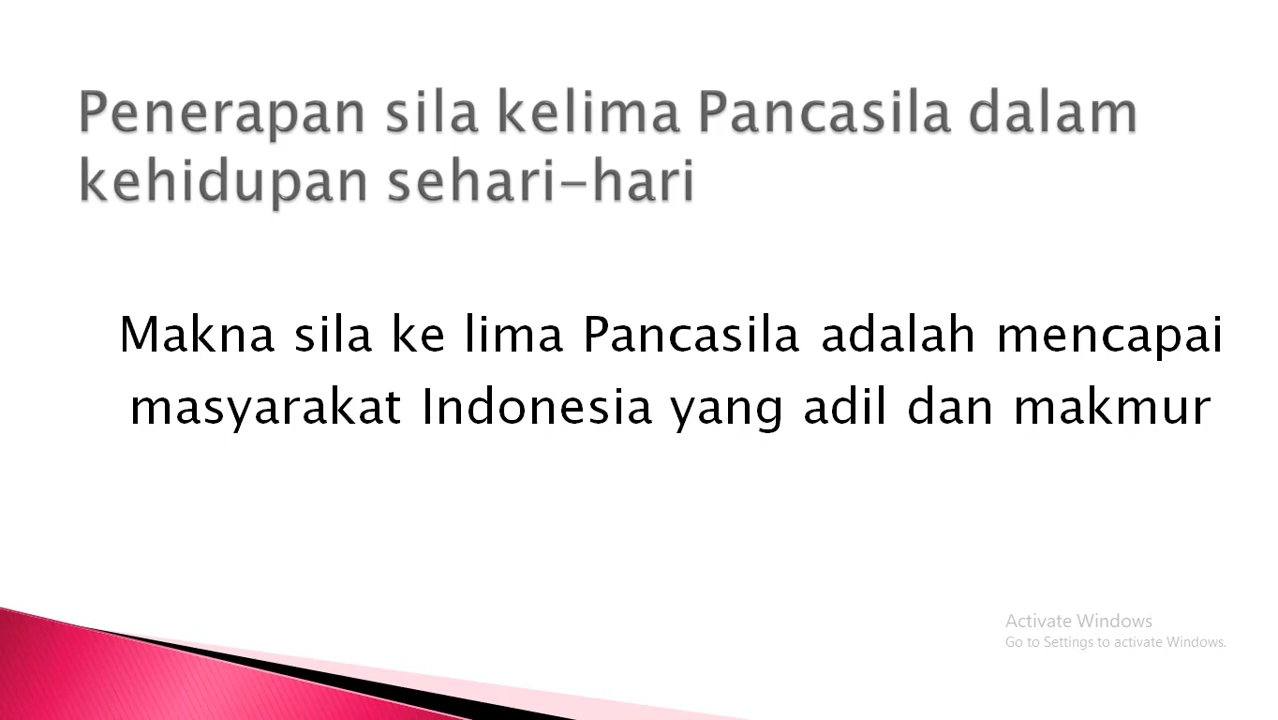 Penerapan sila kelima Pancasila dalam
kehidupan sehari-hari
Makna sila ke lima Pancasila adalah mencapai
masyarakat Indonesia yang adil dan makmur
Activate Windows
Go to Settings to activate Windows.